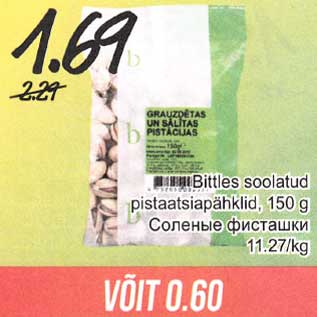 1.69
2.29
GRAUZDĒTAS
UN SĀLĪTAS
PISTĀCIJAS
150g
Bittles soolatud
pistaatsiapähklid, 150 g
Соленые фисташки
11.27/kg
VÕIT 0.60